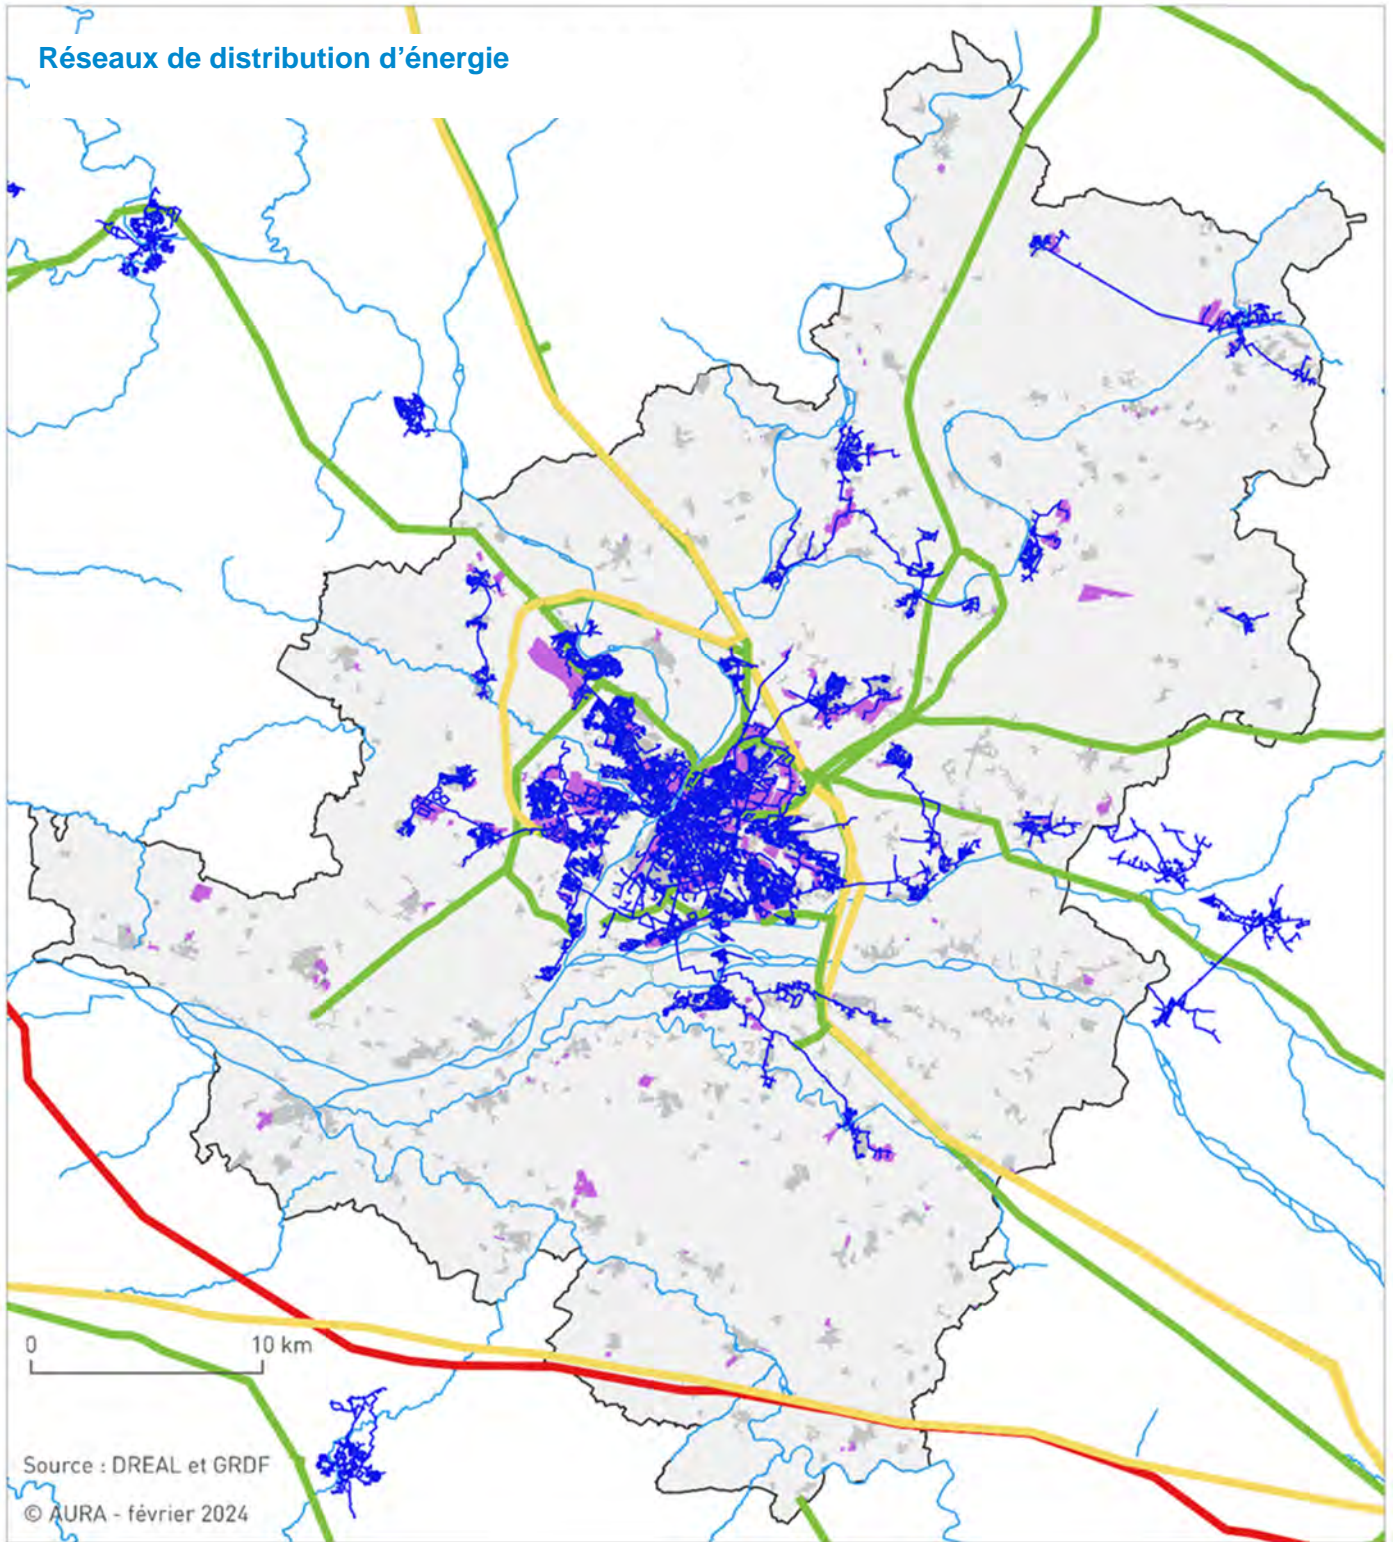 Réseaux de distribution d'énergie
0 10 km
Source : DREAL et GRDF
© AURA - février 2024